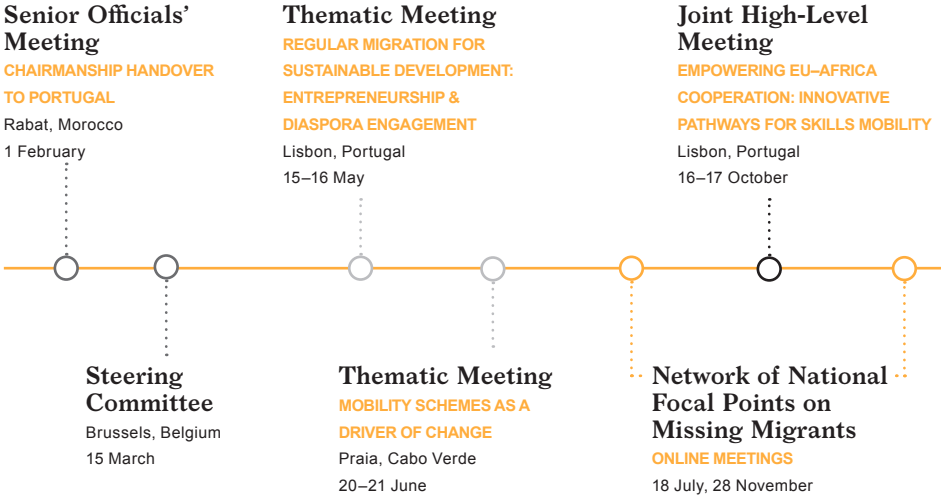 Senior Officials'
Meeting
CHAIRMANSHIP HANDOVER
TO PORTUGAL
Rabat, Morocco
1 February
Thematic Meeting
REGULAR MIGRATION FOR
SUSTAINABLE DEVELOPMENT:
ENTREPRENEURSHIP &
DIASPORA ENGAGEMENT
Lisbon, Portugal
15–16 May
Joint High-Level
Meeting
EMPOWERING EU–AFRICA
COOPERATION: INNOVATIVE
PATHWAYS FOR SKILLS MOBILITY
Lisbon, Portugal
16–17 October
Steering
Committee
Brussels, Belgium
15 March
Thematic Meeting
MOBILITY SCHEMES AS A
DRIVER OF CHANGE
Praia, Cabo Verde
20–21 June
Network of National
Focal Points on
Missing Migrants
ONLINE MEETINGS
18 July, 28 November